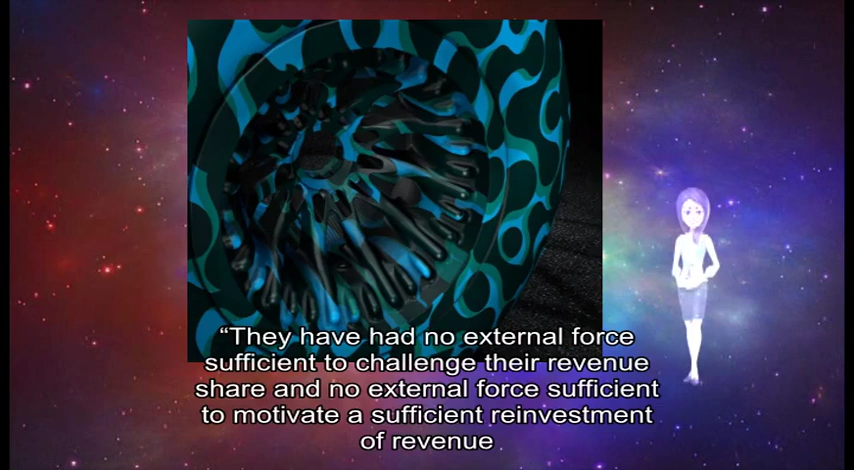 “They have had no external force
sufficient to challenge their revenue
share and no external force sufficient
to motivate a sufficient reinvestment
of revenue